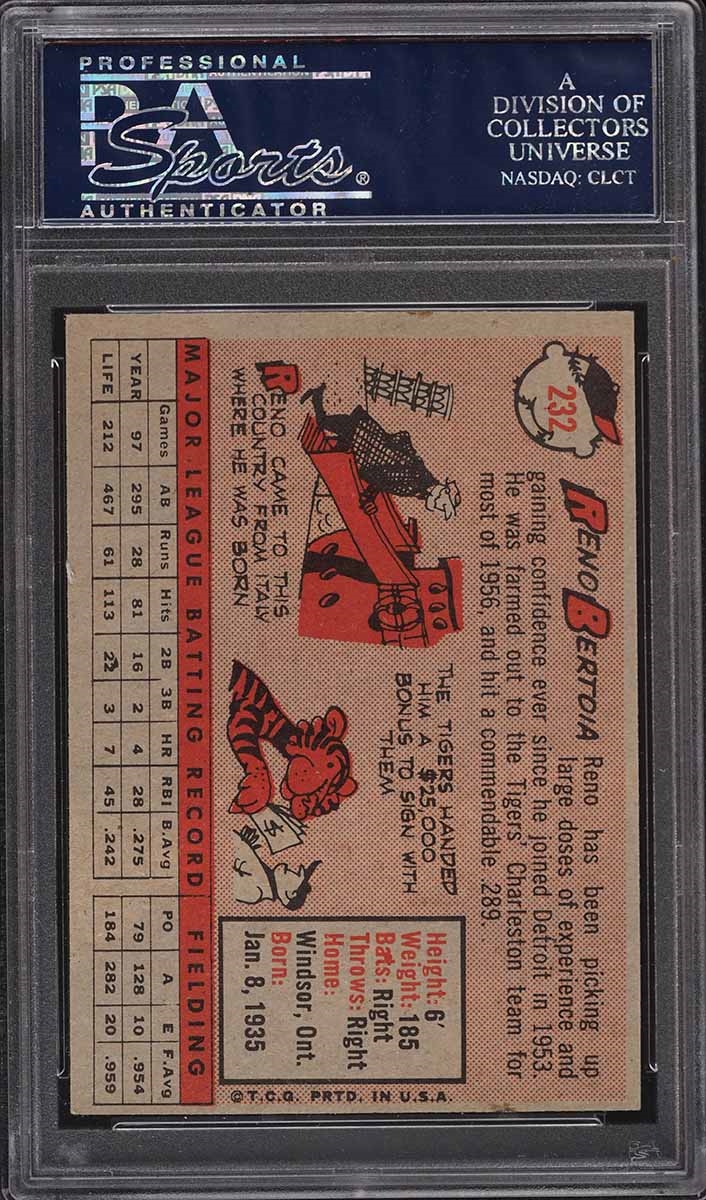 PROFESSIONAL
PSA
Sports®
AUTHENTICATOR
A
DIVISION OF
COLLECTORS
UNIVERSE
NASDAQ: CLCT
232
RENO BERTOIA Reno has been picking up
large doses of experience and
gaining confidence ever since he joined Detroit in 1953
He was farmed out to the Tigers' Charleston team for
most of 1956, and hit a commendable .289.
RENO CAME TO THIS
COUNTRY FROM ITALY
WHERE HE WAS BORN
THE TIGERS HANDED
HIM A $25,000
BONUS TO SIGN WITH
THEM
$
Height: 6'
Weight: 185
Bats: Right
Throws: Right
Home:
Windsor, Ont.
Born:
Jan. 8, 1935
©T.C.G. PRTD. IN U.S.A.
MAJOR LEAGUE BATTING RECORD FIELDING
Games AB Runs Hits 2B 3B HR RBI B.Avg PO A E F.Avg
YEAR 97 295 28 81 16 2 4 28 .275 79 128 10 .954
LIFE 212 467 61 113 22 3 7 45 .242 184 282 20 .959